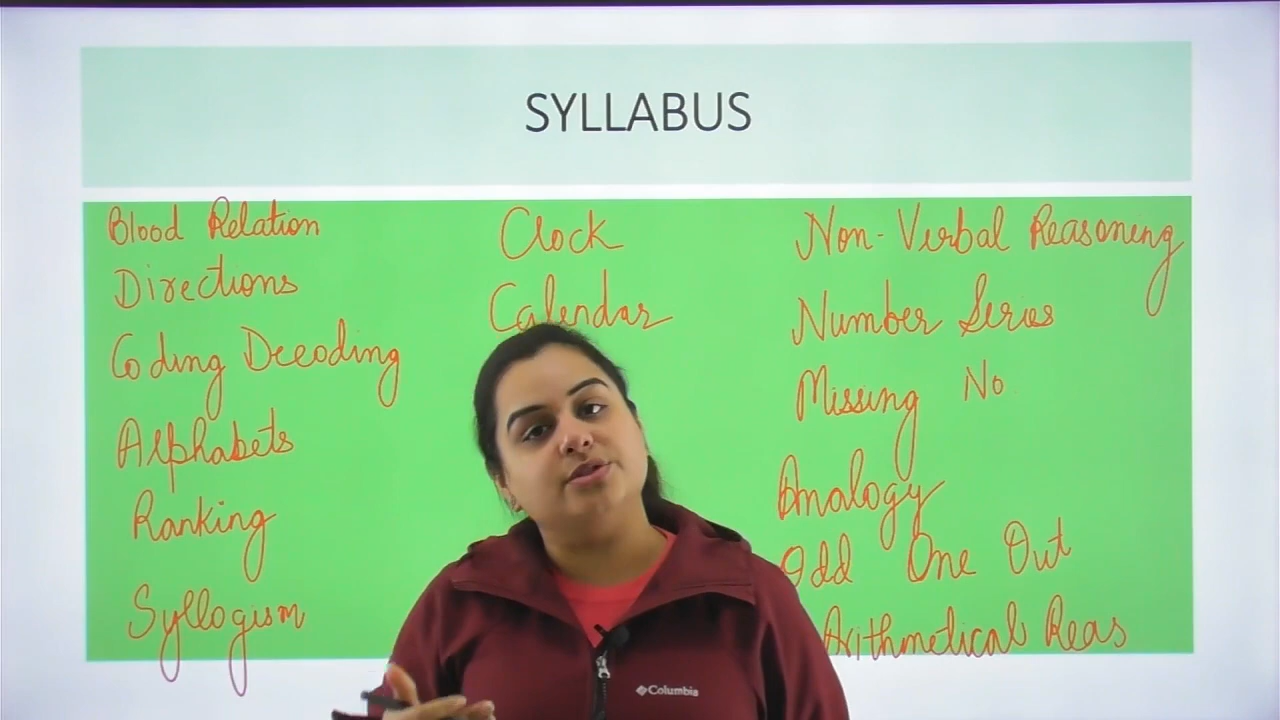 SYLLABUS
Blood Relation
Directions
Coding Decoding
Alphabets
Ranking
Syllogism
Clock
Calendar
Non-Verbal Reasoning
Number Series
Missing No
Analogy
Odd One Out
Arithmetical Reas
Columbia